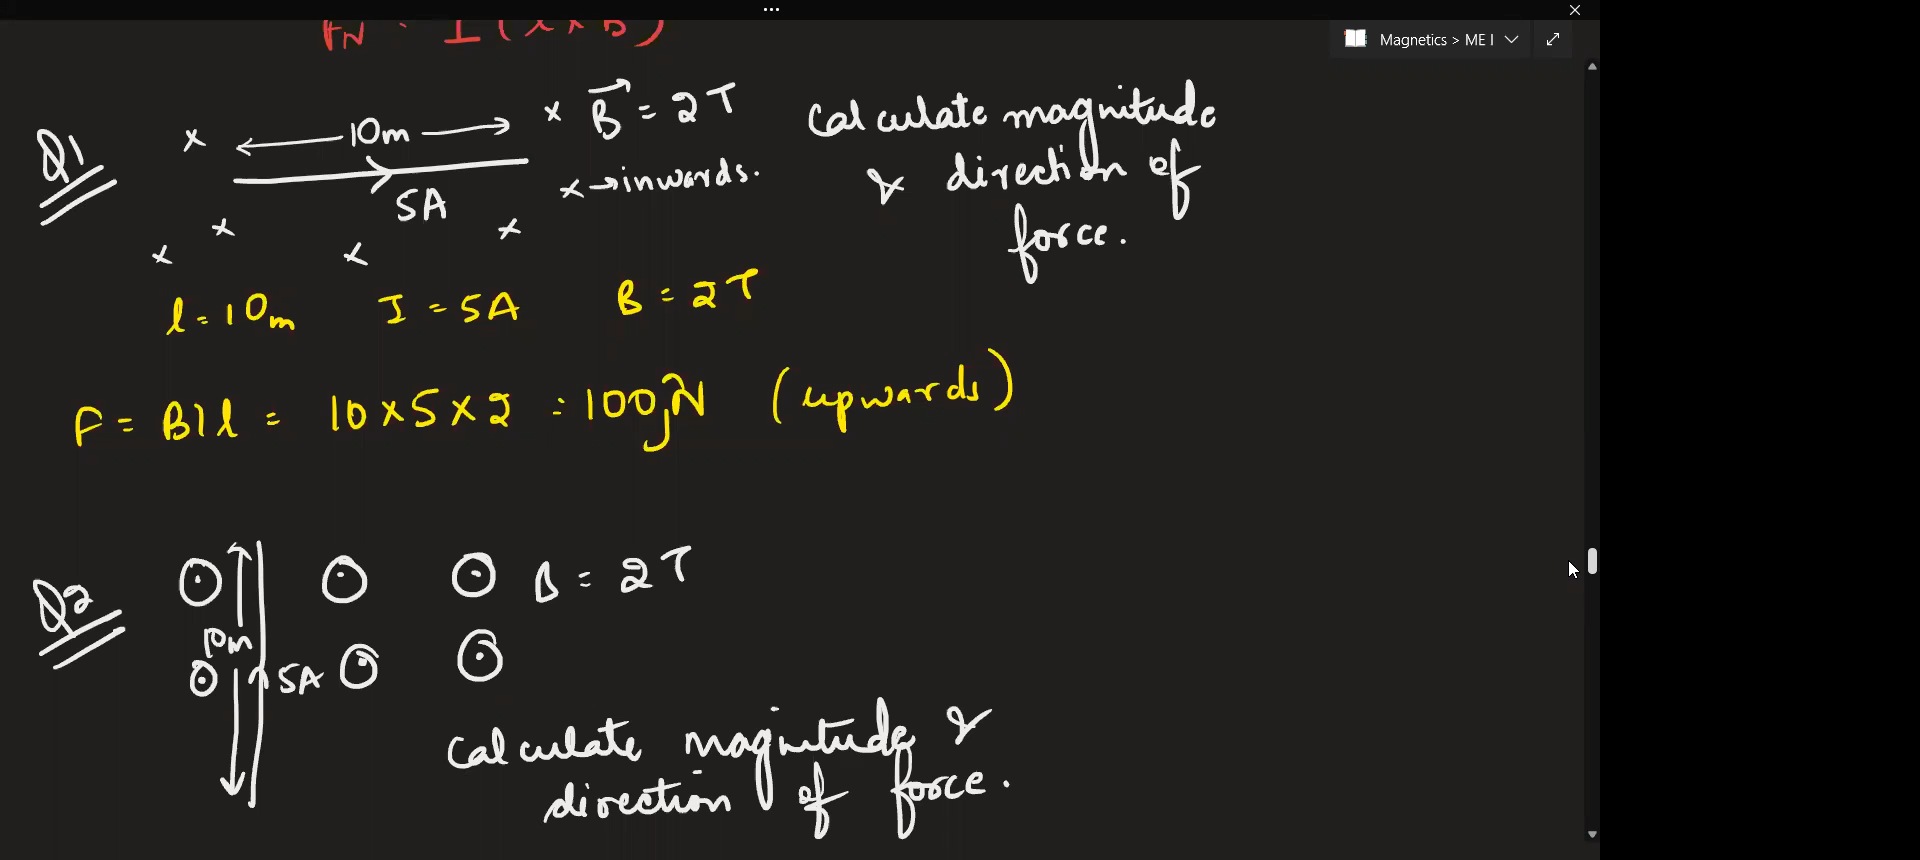 F_N = I ( l × B )
Magnetics > ME I
Q1
x 10m x B⃗ = 2T
5A x → inwards.
Calculate magnitude
& direction of
force.
l = 10m I = 5A B = 2T
F = BIl = 10 × 5 × 2 = 100 ĵ N (upwards)
Q2
B = 2T
10m
5A
Calculate magnitude &
direction of force.